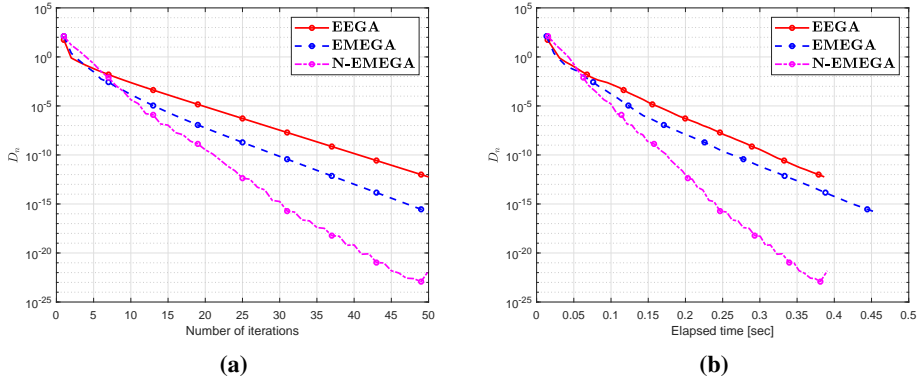 10^5
10^0
10^-5
10^-10
10^-15
10^-20
10^-25
D_n
0 5 10 15 20 25 30 35 40 45 50
Number of iterations
EEGA
EMEGA
N-EMEGA
(a)
10^5
10^0
10^-5
10^-10
10^-15
10^-20
10^-25
D_n
0 0.05 0.1 0.15 0.2 0.25 0.3 0.35 0.4 0.45 0.5
Elapsed time [sec]
EEGA
EMEGA
N-EMEGA
(b)